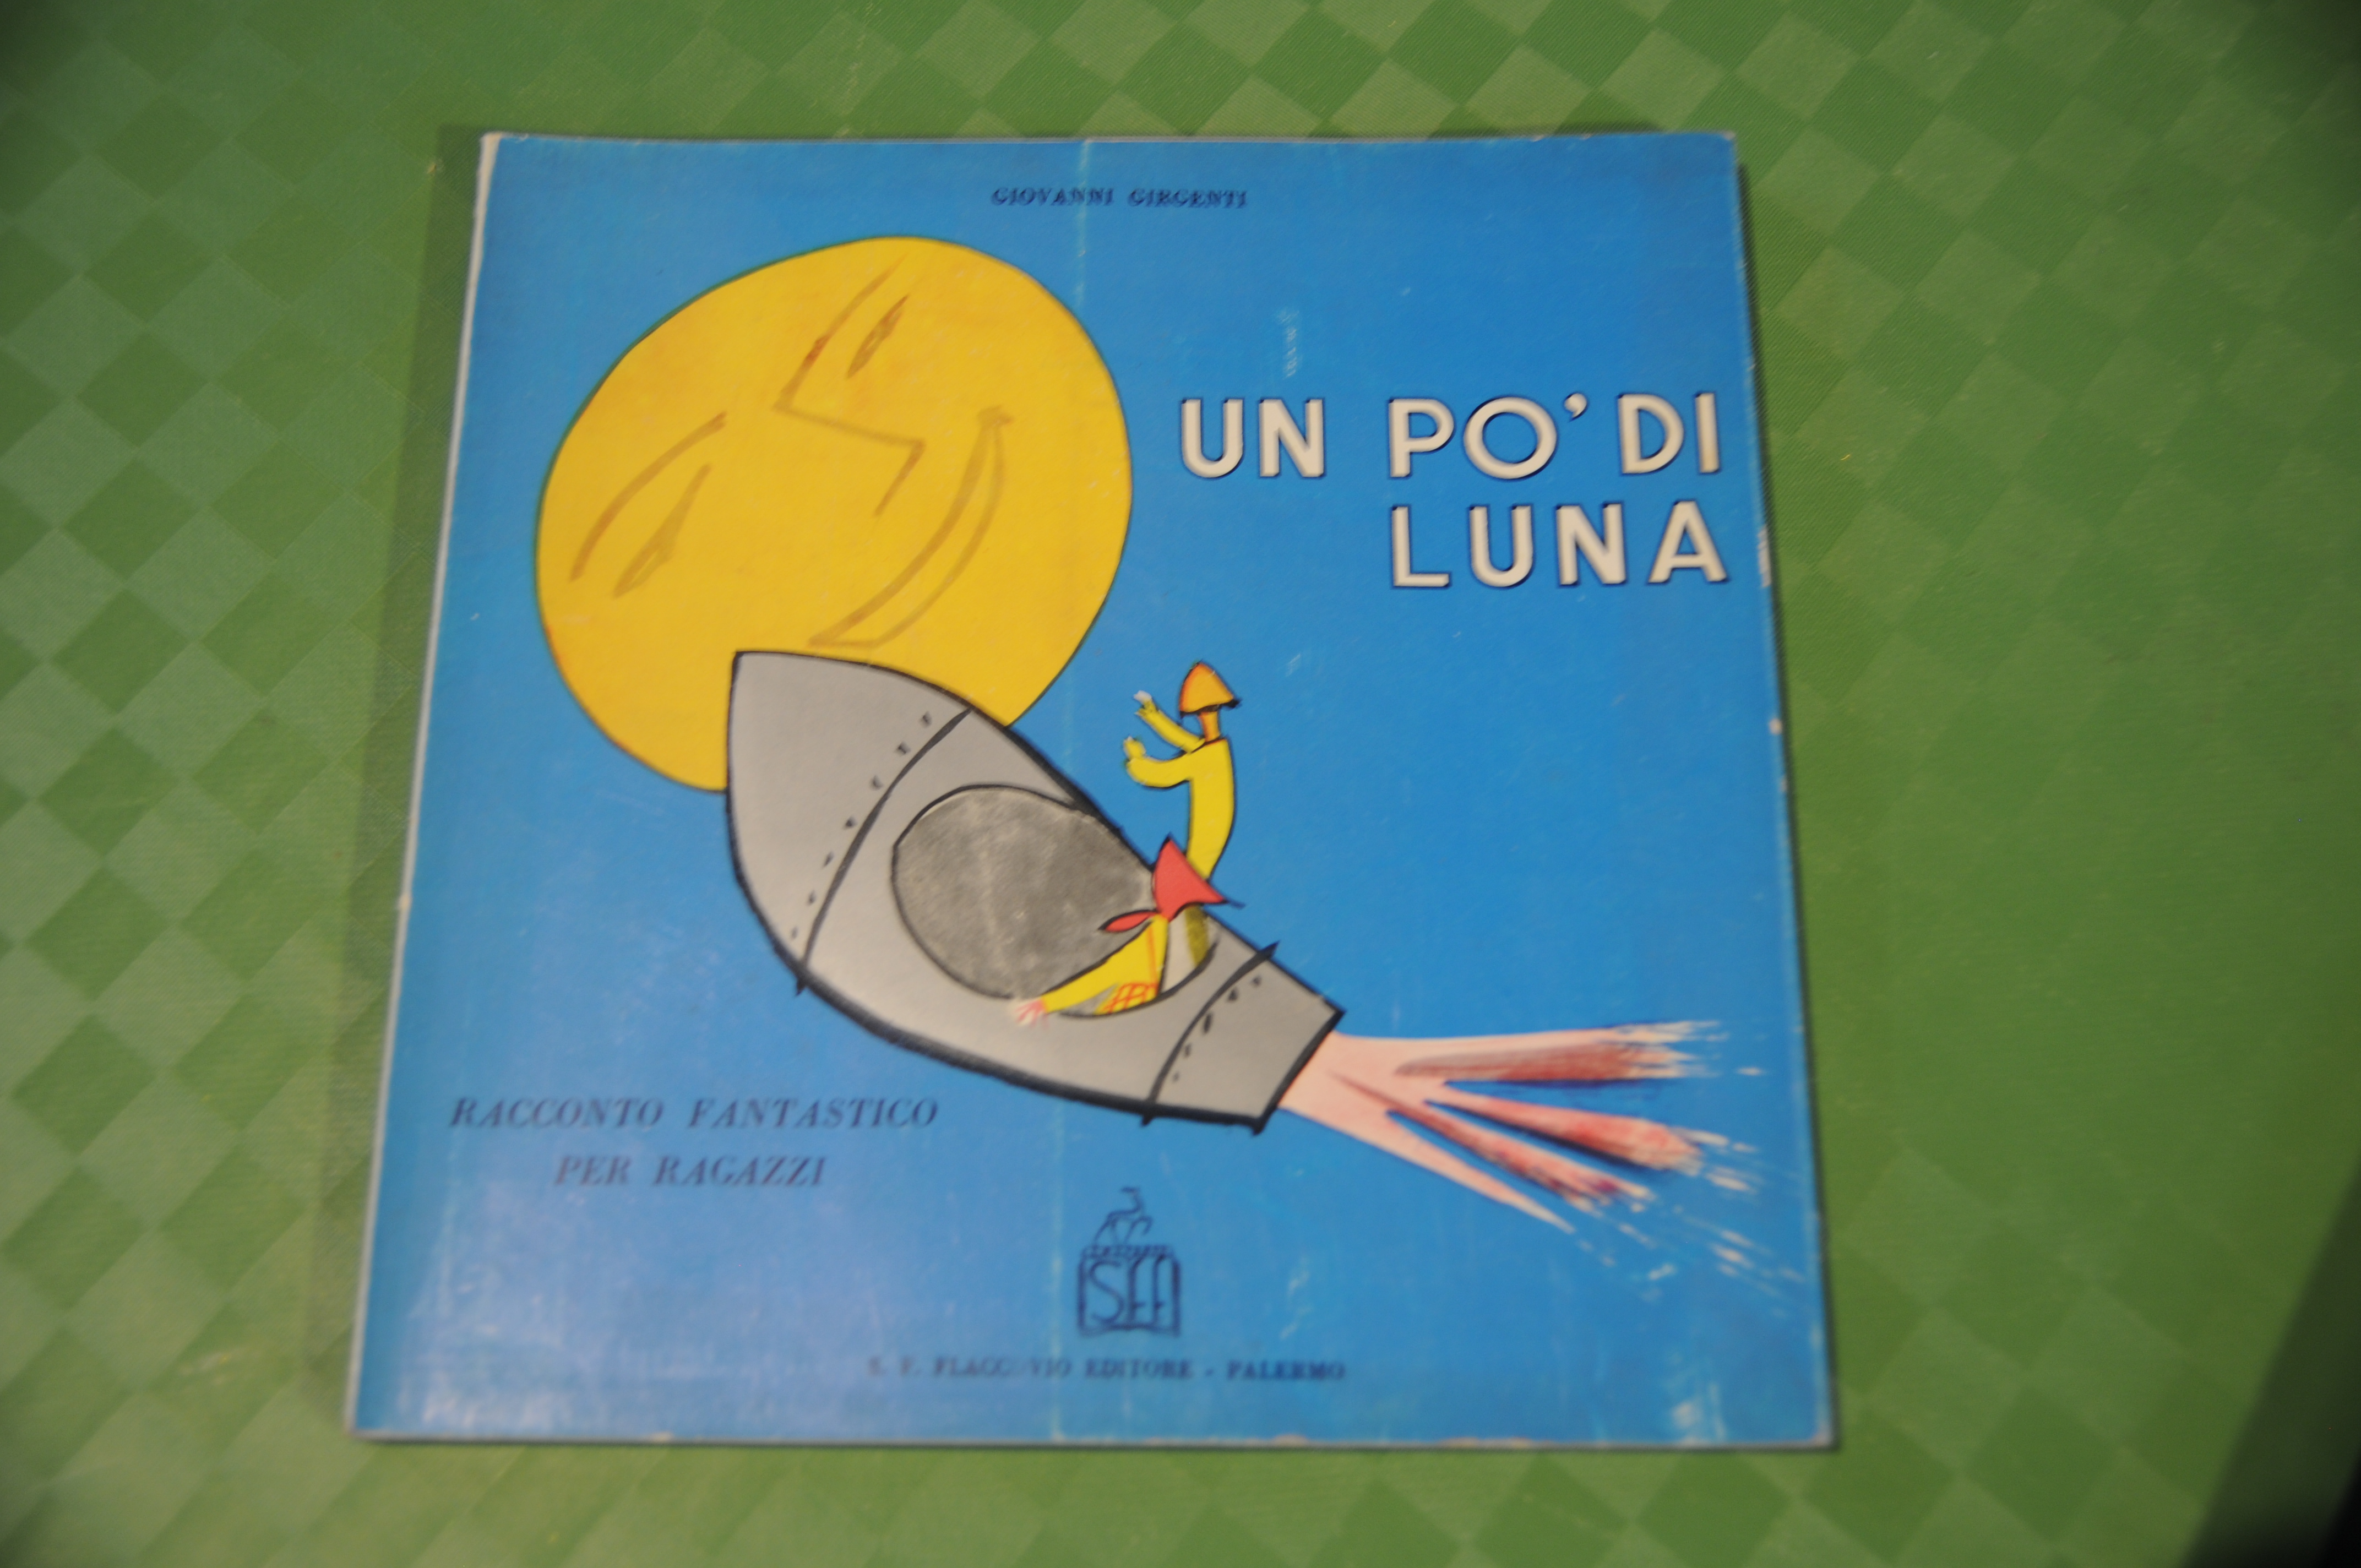 GIOVANNI GIRGENTI
UN PO' DI
LUNA
RACCONTO FANTASTICO
PER RAGAZZI
S. F. FLACCOVIO EDITORE - PALERMO